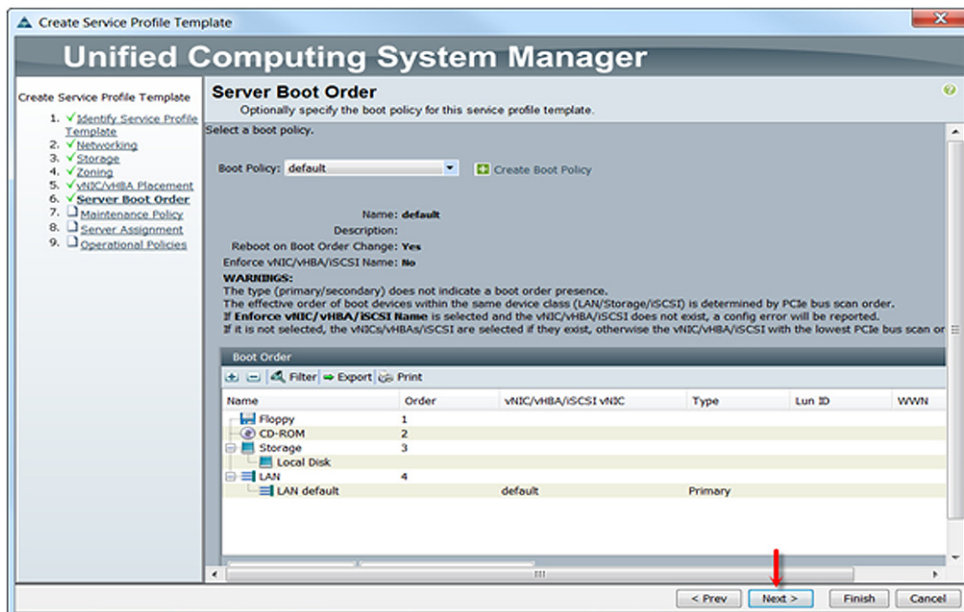 Create Service Profile Template
Unified Computing System Manager
Create Service Profile Template
1. Identify Service Profile
Template
2. Networking
3. Storage
4. Zoning
5. vNIC/vHBA Placement
6. Server Boot Order
7. Maintenance Policy
8. Server Assignment
9. Operational Policies
Server Boot Order
Optionally specify the boot policy for this service profile template.
Select a boot policy.
Boot Policy: default
Create Boot Policy
Name: default
Description:
Reboot on Boot Order Change: Yes
Enforce vNIC/vHBA/iSCSI Name: No
WARNINGS:
The type (primary/secondary) does not indicate a boot order presence.
The effective order of boot devices within the same device class (LAN/Storage/iSCSI) is determined by PCIe bus scan order.
If Enforce vNIC/vHBA/iSCSI Name is selected and the vNIC/vHBA/iSCSI does not exist, a config error will be reported.
If it is not selected, the vNICs/vHBAs/iSCSI are selected if they exist, otherwise the vNIC/vHBA/iSCSI with the lowest PCIe bus scan or
Boot Order
Filter Export Print
Name Order vNIC/vHBA/iSCSI vNIC Type Lun ID WWN
Floppy 1
CD-ROM 2
Storage 3
Local Disk
LAN 4
LAN default default Primary
< Prev Next > Finish Cancel